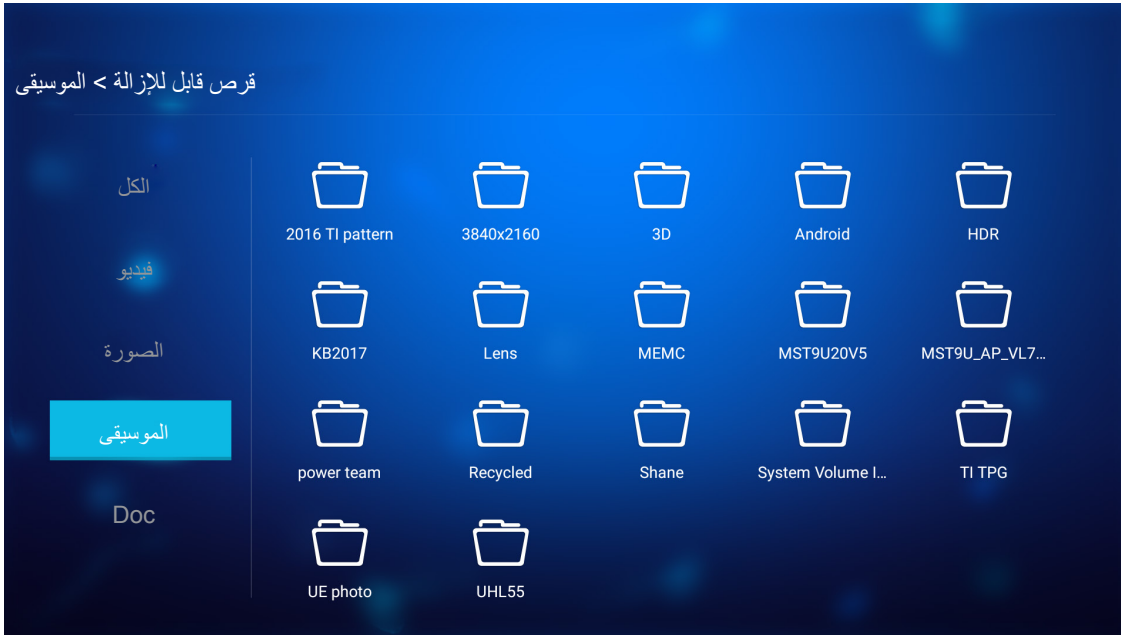 قرص قابل للإزالة > الموسيقى
الكل
فيديو
الصورة
الموسيقى
Doc
2016 TI pattern
3840x2160
3D
Android
HDR
KB2017
Lens
MEMC
MST9U20V5
MST9U_AP_VL7...
power team
Recycled
Shane
System Volume I...
TI TPG
UE photo
UHL55